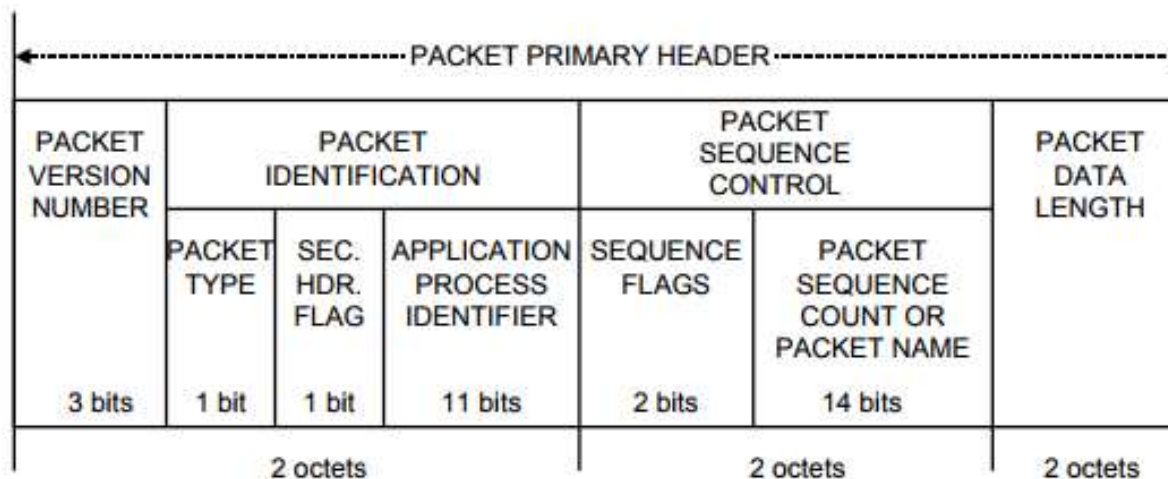 PACKET PRIMARY HEADER
PACKET
VERSION
NUMBER
PACKET
IDENTIFICATION
PACKET
SEQUENCE
CONTROL
PACKET
DATA
LENGTH
PACKET
TYPE
SEC.
HDR.
FLAG
APPLICATION
PROCESS
IDENTIFIER
SEQUENCE
FLAGS
PACKET
SEQUENCE
COUNT OR
PACKET NAME
3 bits
1 bit
1 bit
11 bits
2 bits
14 bits
2 octets
2 octets
2 octets